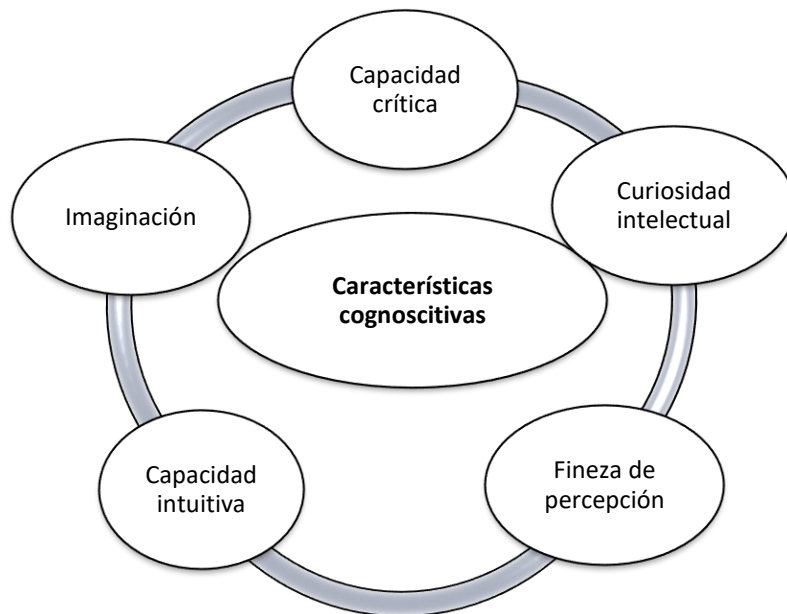 Capacidad
crítica
Curiosidad
intelectual
Imaginación
Características
cognoscitivas
Fineza de
percepción
Capacidad
intuitiva